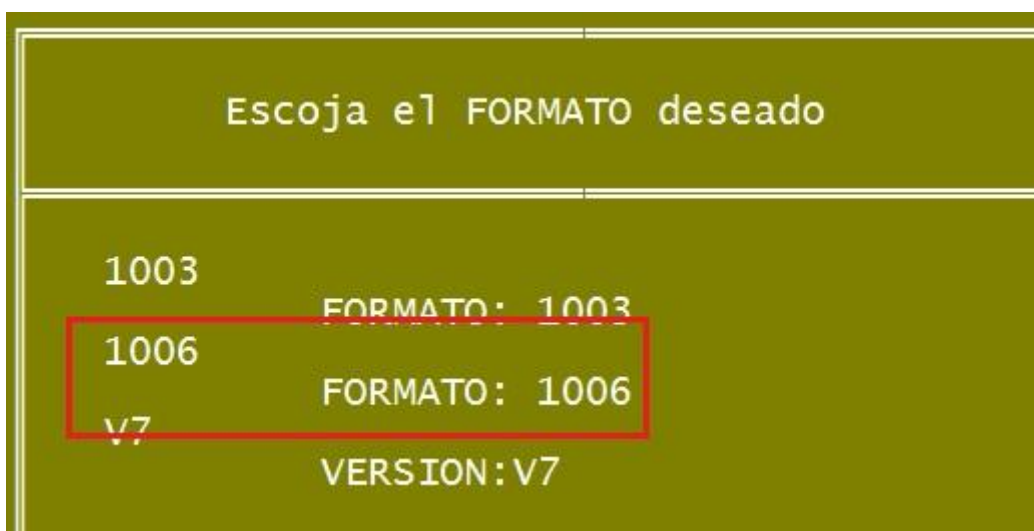 Escoja el FORMATO deseado
1003
FORMATO: 1003
1006
FORMATO: 1006
V7
VERSION:V7